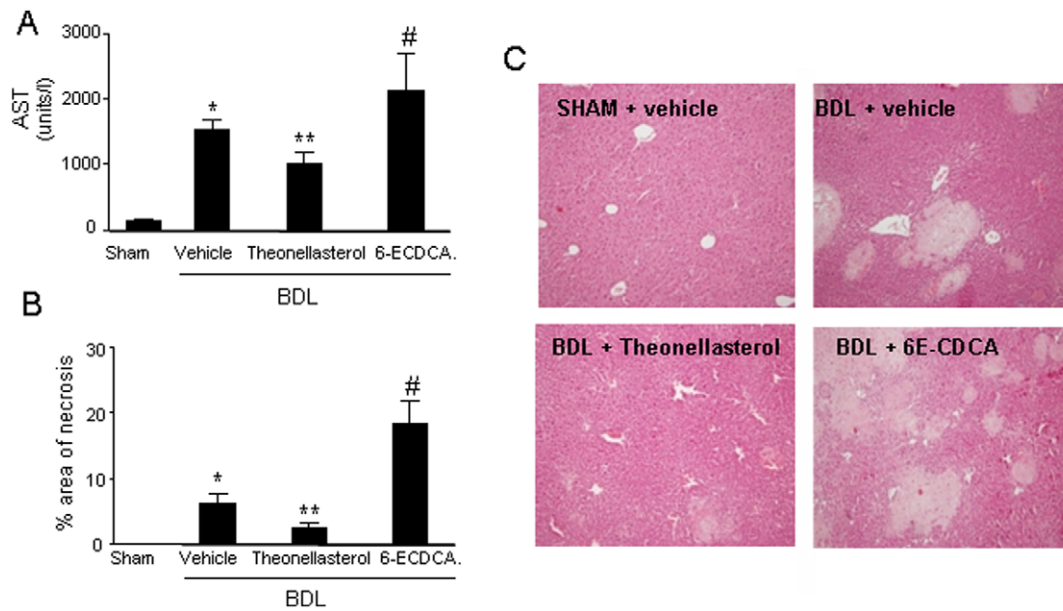 A
AST
(units/l)
3000
2000
1000
0
*
**
#
Sham
Vehicle
Theonellasterol
6-ECDCA.
BDL
B
% area of necrosis
30
20
10
0
*
**
#
Sham
Vehicle
Theonellasterol
6-ECDCA.
BDL
C
SHAM + vehicle
BDL + vehicle
BDL + Theonellasterol
BDL + 6E-CDCA